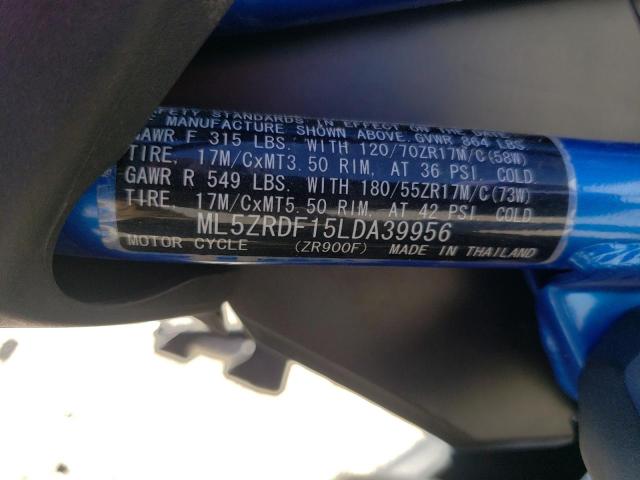 SAFETY STANDARDS IN EFFECT ON THE DATE
MANUFACTURE SHOWN ABOVE GVWR 864 LBS
GAWR F 315 LBS. WITH 120/70ZR17M/C(58W)
TIRE, 17M/CxMT3.50 RIM, AT 36 PSI COLD
GAWR R 549 LBS. WITH 180/55ZR17M/C(73W)
TIRE, 17M/CxMT5.50 RIM, AT 42 PSI COLD
ML5ZRDF15LDA39956
MOTOR CYCLE (ZR900F) MADE IN THAILAND